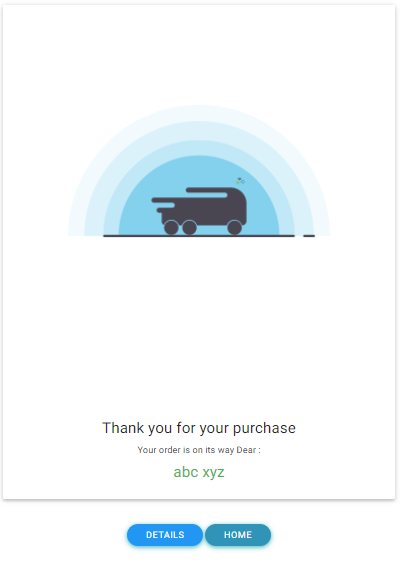 Thank you for your purchase
Your order is on its way Dear :
abc xyz
DETAILS
HOME